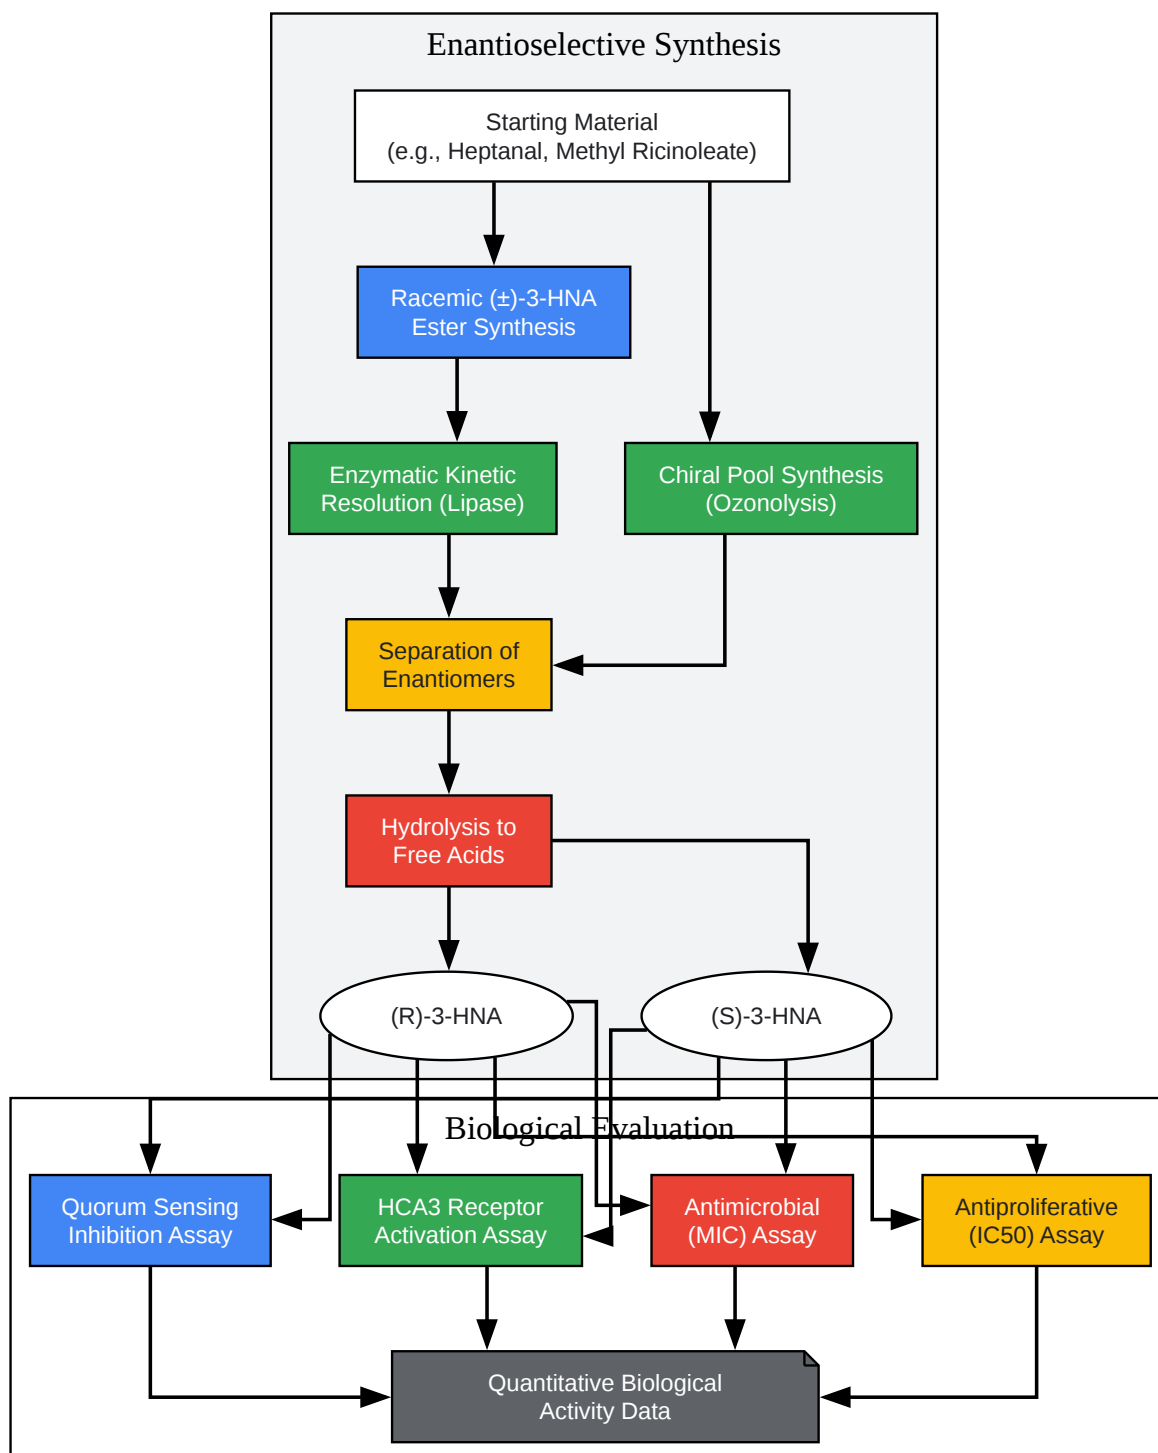 Enantioselective Synthesis
Starting Material
(e.g., Heptanal, Methyl Ricinoleate)
Racemic (±)-3-HNA
Ester Synthesis
Enzymatic Kinetic
Resolution (Lipase)
Chiral Pool Synthesis
(Ozonolysis)
Separation of
Enantiomers
Hydrolysis to
Free Acids
(R)-3-HNA
(S)-3-HNA
Biological Evaluation
Quorum Sensing
Inhibition Assay
HCA3 Receptor
Activation Assay
Antimicrobial
(MIC) Assay
Antiproliferative
(IC50) Assay
Quantitative Biological
Activity Data